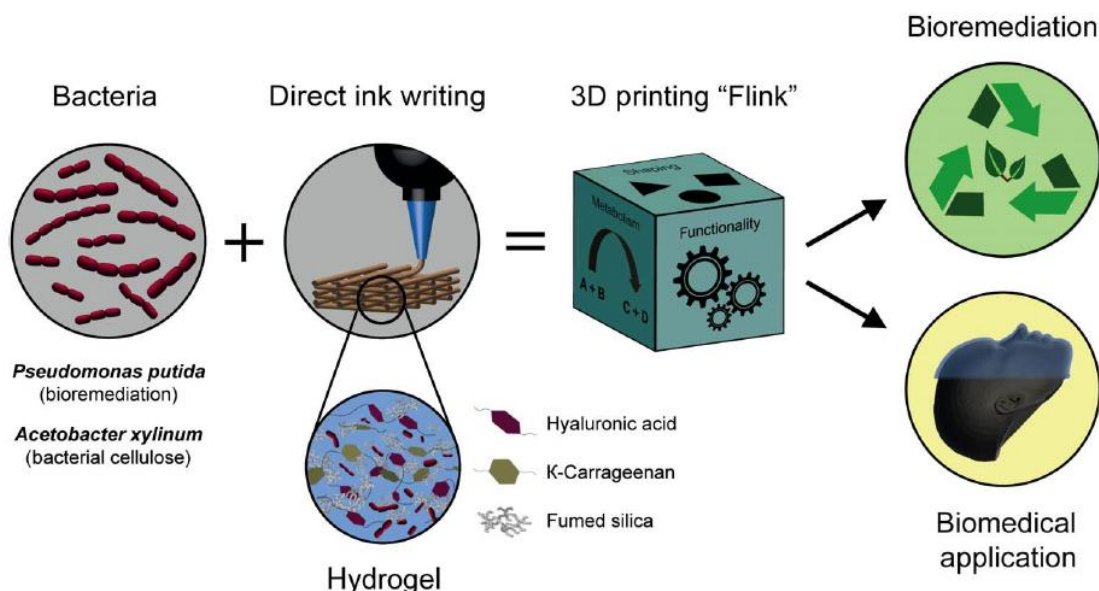 Bacteria
Pseudomonas putida
(bioremediation)
Acetobacter xylinum
(bacterial cellulose)
+
Direct ink writing
Hydrogel
Hyaluronic acid
K-Carrageenan
Fumed silica
=
3D printing “Flink”
Shaping
Metabolism
A + B
C + D
Functionality
Bioremediation
Biomedical
application